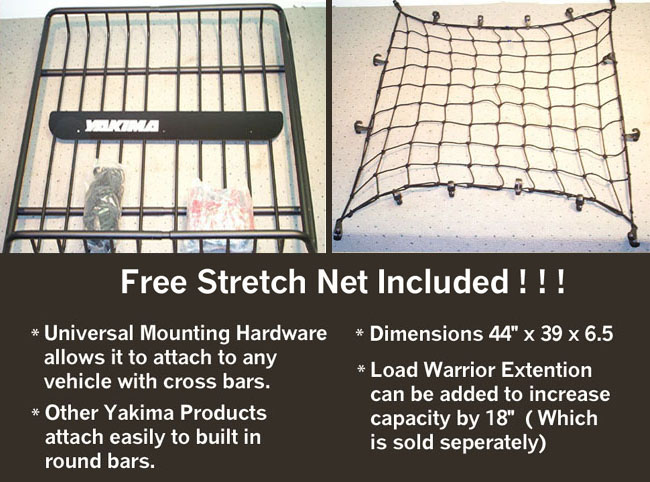 YAKIMA
Free Stretch Net Included ! ! !
* Universal Mounting Hardware
allows it to attach to any
vehicle with cross bars.
* Other Yakima Products
attach easily to built in
round bars.
* Dimensions 44" x 39 x 6.5
* Load Warrior Extention
can be added to increase
capacity by 18" ( Which
is sold seperately)